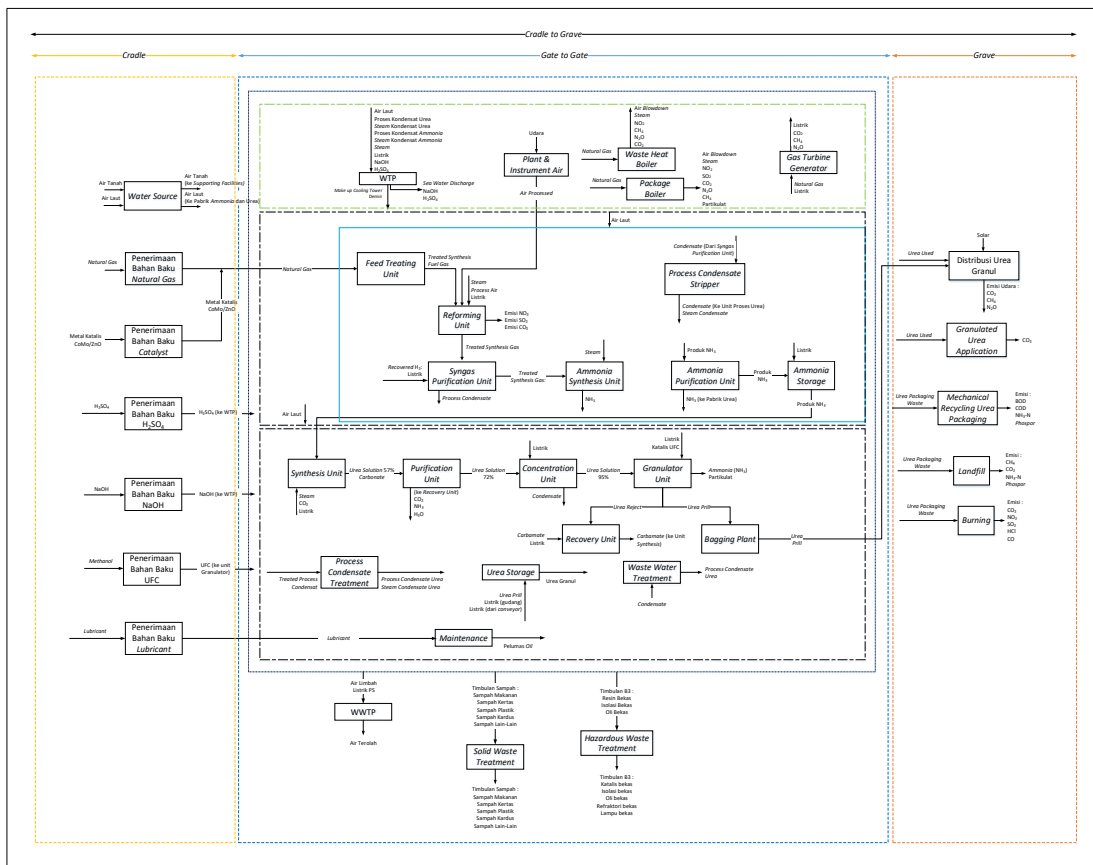 Cradle to Grave
Cradle
Gate to Gate
Grave
Air Tanah
Air Laut
Water Source
Air Tanah
(ke Supporting Facilities)
Air Laut
(Ke Pabrik Ammonia dan Urea)
Natural Gas
Penerimaan
Bahan Baku
Natural Gas
Natural Gas
Metal Katalis
CoMo/ZnO
Metal Katalis
CoMo/ZnO
Penerimaan
Bahan Baku
Catalyst
H₂SO₄
Penerimaan
Bahan Baku
H₂SO₄
H₂SO₄ (ke WTP)
NaOH
Penerimaan
Bahan Baku
NaOH
NaOH (ke WTP)
Methanol
Penerimaan
Bahan Baku
UFC
UFC (ke unit
Granulator)
Lubricant
Penerimaan
Bahan Baku
Lubricant
Lubricant
Maintenance
Pelumas Oil
Air Laut
Proses Kondensat Urea
Steam Kondensat Urea
Proses Kondensat Ammonia
Steam Kondensat Ammonia
Steam
Listrik
NaOH
H₂SO₄
WTP
Make up Cooling Tower
Demin
Sea Water Discharge
NaOH
H₂SO₄
Udara
Plant &
Instrument Air
Air Processed
Air Blowdown
Steam
NO₂
CH₄
N₂O
CO₂
Natural Gas
Waste Heat
Boiler
Natural Gas
Package
Boiler
Air Blowdown
Steam
NO₂
SO₂
CO₂
N₂O
CH₄
Partikulat
Listrik
CO₂
CH₄
N₂O
Gas Turbine
Generator
Natural Gas
Listrik
Air Laut
Feed Treating
Unit
Treated Synthesis
Fuel Gas
Steam
Process Air
Listrik
Reforming
Unit
Emisi NO₂
Emisi SO₂
Emisi CO₂
Treated Synthesis Gas
Recovered H₂
Listrik
Syngas
Purification Unit
Process Condensate
Treated
Synthesis Gas
Steam
Ammonia
Synthesis Unit
NH₃
Condensate (Dari Syngas
Purification Unit)
Process Condensate
Stripper
Condensate (Ke Unit Proses Urea)
Steam Condensate
Produk NH₃
Ammonia
Purification Unit
NH₃ (ke Pabrik Urea)
Produk
NH₃
Listrik
Ammonia
Storage
Produk NH₃
Air Laut
Synthesis Unit
Steam
CO₂
Listrik
Urea Solution 57%
Carbonate
Purification
Unit
(ke Recovery Unit)
CO₂
NH₃
H₂O
Urea Solution
72%
Listrik
Concentration
Unit
Condensate
Urea Solution
95%
Listrik
Katalis UFC
Granulator
Unit
Ammonia (NH₃)
Partikulat
Urea Reject
Urea Prill
Carbamate
Listrik
Recovery Unit
Carbamate (ke Unit
Synthesis)
Bagging Plant
Urea
Prill
Treated Process
Condensat
Process
Condensate
Treatment
Process Condensate Urea
Steam Condensate Urea
Urea Storage
Urea Granul
Urea Prill
Listrik (gudang)
Listrik (dari conveyor)
Waste Water
Treatment
Process Condensate
Urea
Condensate
Air Limbah
Listrik PS
WWTP
Air Terolah
Timbulan Sampah :
Sampah Makanan
Sampah Kertas
Sampah Plastik
Sampah Kardus
Sampah Lain-Lain
Solid Waste
Treatment
Timbulan Sampah :
Sampah Makanan
Sampah Kertas
Sampah Plastik
Sampah Kardus
Sampah Lain-Lain
Timbulan B3 :
Resin Bekas
Isolasi Bekas
Oli Bekas
Hazardous Waste
Treatment
Timbulan B3 :
Katalis bekas
Isolasi bekas
Oli bekas
Refraktori bekas
Lampu bekas
Solar
Urea Used
Distribusi Urea
Granul
Emisi Udara :
CO₂
CH₄
N₂O
Urea Used
Granulated
Urea
Application
CO₂
Urea Packaging
Waste
Mechanical
Recycling Urea
Packaging
Emisi :
BOD
COD
NH₃-N
Phospar
Urea Packaging
Waste
Landfill
Emisi :
CH₄
CO₂
NH₃-N
Phospar
Urea Packaging
Waste
Burning
Emisi :
CO₂
NO₂
SO₂
HCl
CO